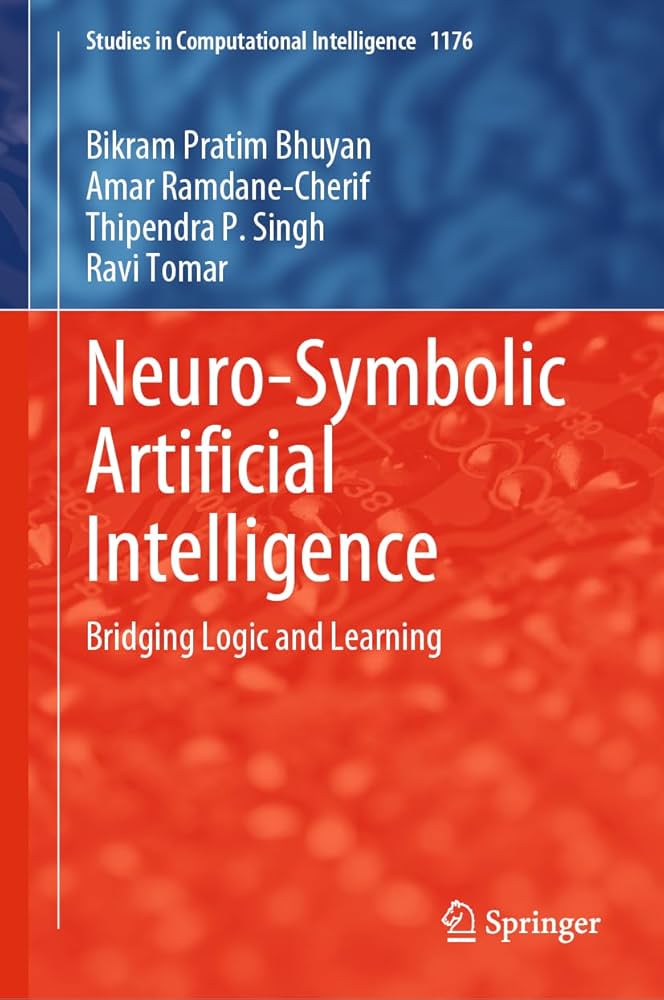 Studies in Computational Intelligence 1176
Bikram Pratim Bhuyan
Amar Ramdane-Cherif
Thipendra P. Singh
Ravi Tomar
Neuro-Symbolic
Artificial
Intelligence
Bridging Logic and Learning
Springer